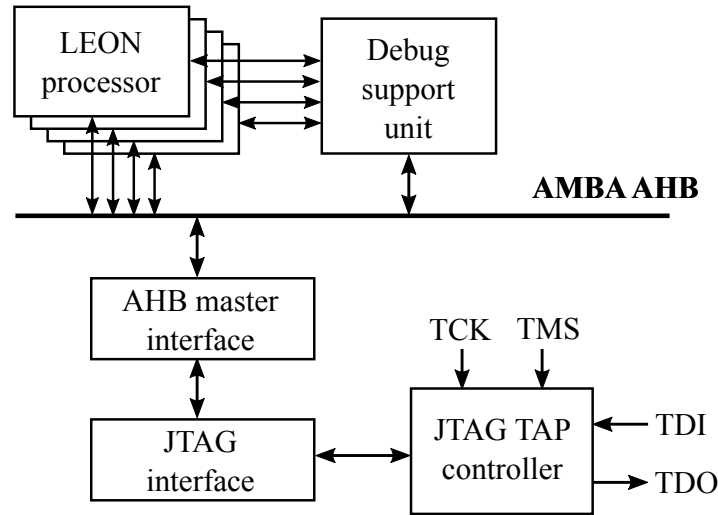 LEON
processor
Debug
support
unit
AMBA AHB
AHB master
interface
TCK
TMS
JTAG
interface
JTAG TAP
controller
TDI
TDO